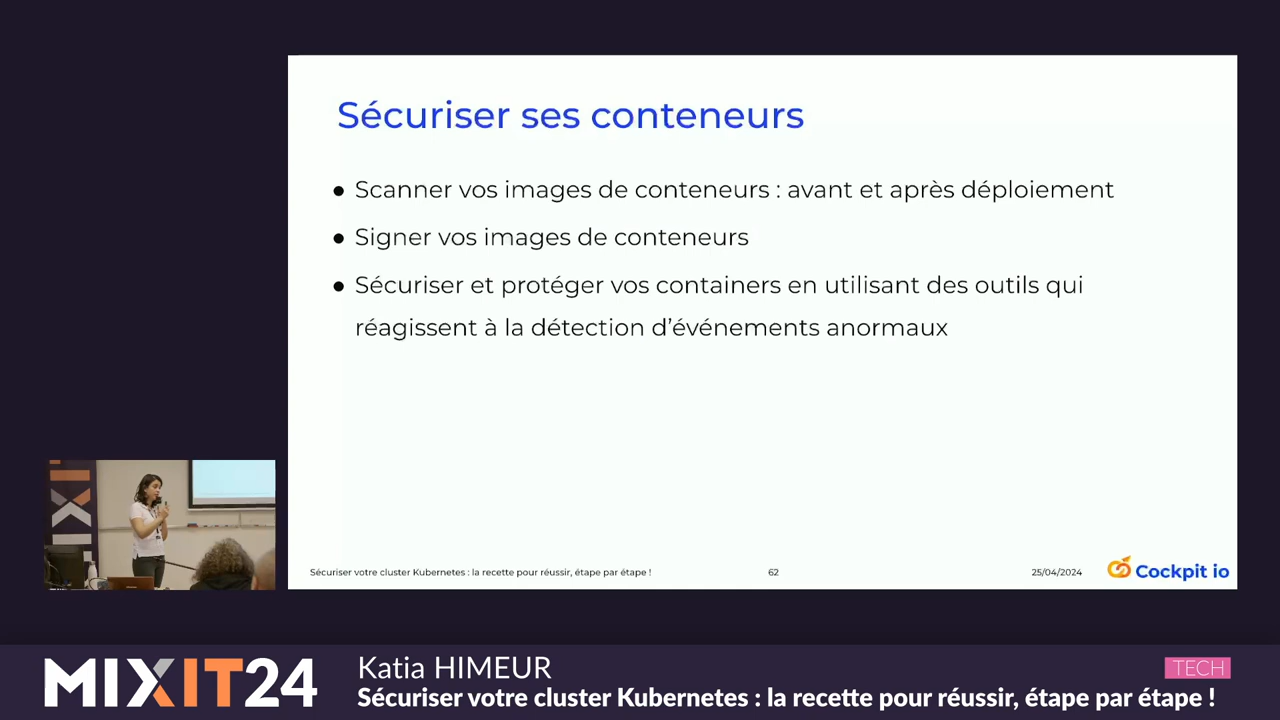 Sécuriser ses conteneurs
● Scanner vos images de conteneurs : avant et après déploiement
● Signer vos images de conteneurs
● Sécuriser et protéger vos containers en utilisant des outils qui
réagissent à la détection d’événements anormaux
Sécuriser votre cluster Kubernetes : la recette pour réussir, étape par étape !
62
25/04/2024
Cockpit io
MIXIT24
Katia HIMEUR
TECH
Sécuriser votre cluster Kubernetes : la recette pour réussir, étape par étape !